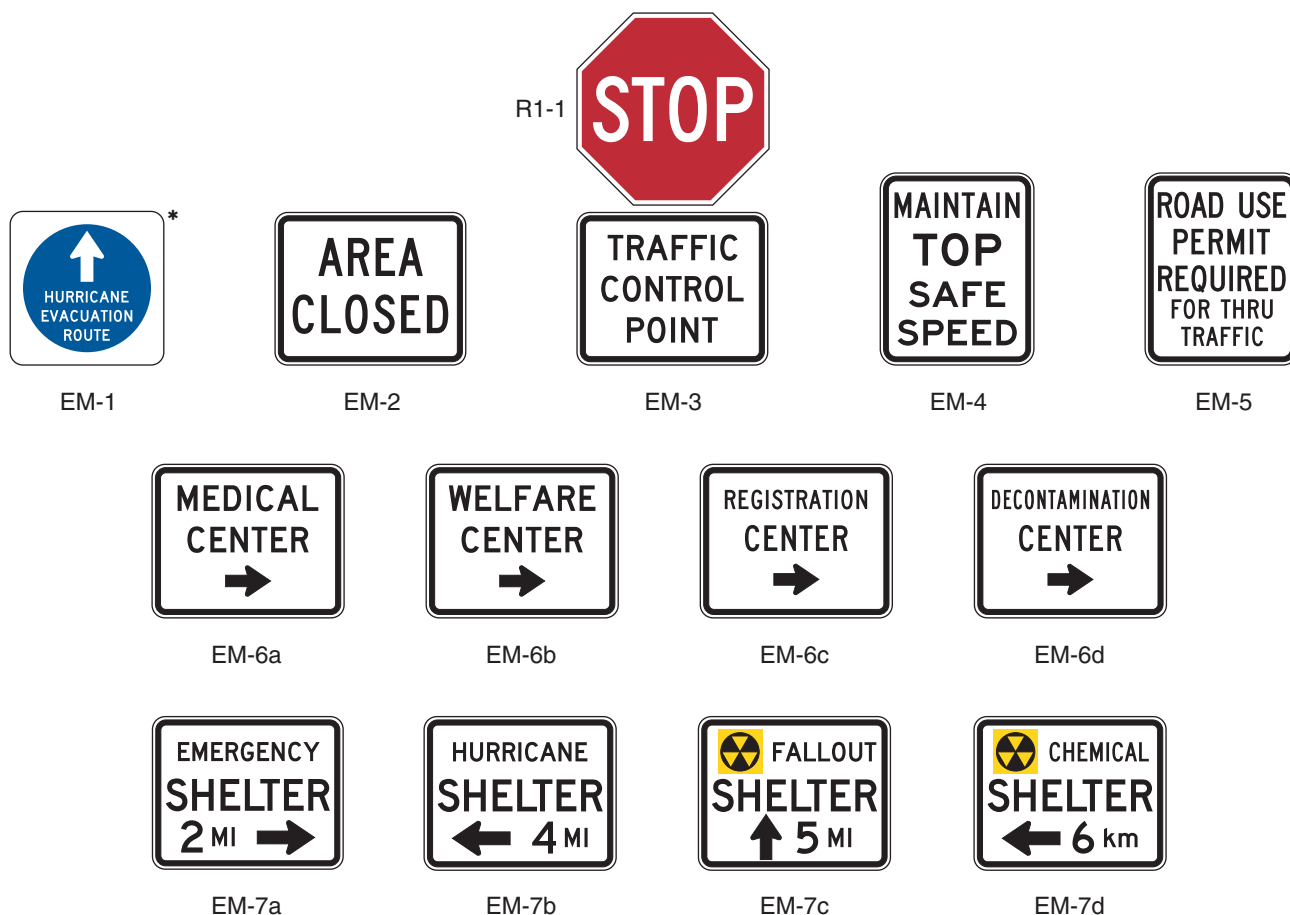 R1-1
STOP
*
HURRICANE
EVACUATION
ROUTE
EM-1
AREA
CLOSED
EM-2
TRAFFIC
CONTROL
POINT
EM-3
MAINTAIN
TOP
SAFE
SPEED
EM-4
ROAD USE
PERMIT
REQUIRED
FOR THRU
TRAFFIC
EM-5
MEDICAL
CENTER
EM-6a
WELFARE
CENTER
EM-6b
REGISTRATION
CENTER
EM-6c
DECONTAMINATION
CENTER
EM-6d
EMERGENCY
SHELTER
2 MI
EM-7a
HURRICANE
SHELTER
4 MI
EM-7b
FALLOUT
SHELTER
5 MI
EM-7c
CHEMICAL
SHELTER
6 km
EM-7d